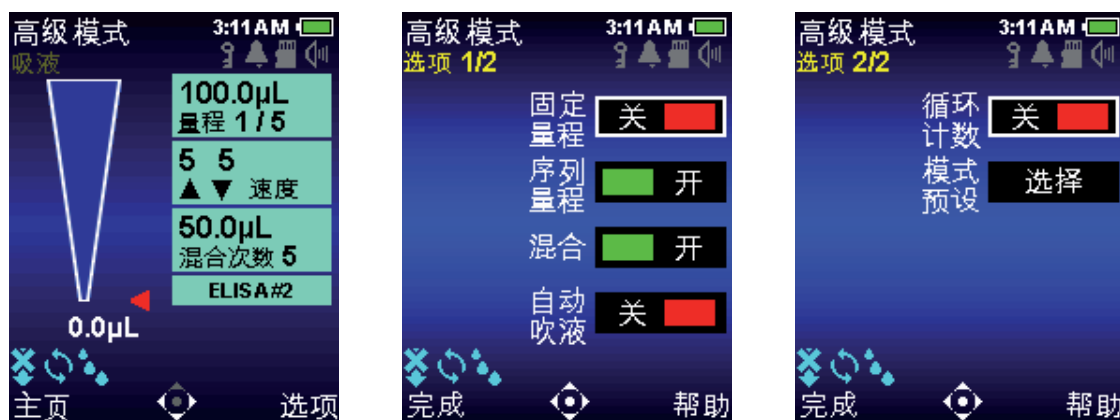 高级模式 3:11AM
吸液
100.0µL
量程 1 / 5
5 5
▲ ▼ 速度
50.0µL
混合次数 5
ELISA#2
0.0µL
主页 选项
高级模式 3:11AM
选项 1/2
固定
量程
关
序列
量程
开
混合 开
自动
吹液
关
完成 帮助
高级模式 3:11AM
选项 2/2
循环
计数
关
模式
预设
选择
完成 帮助